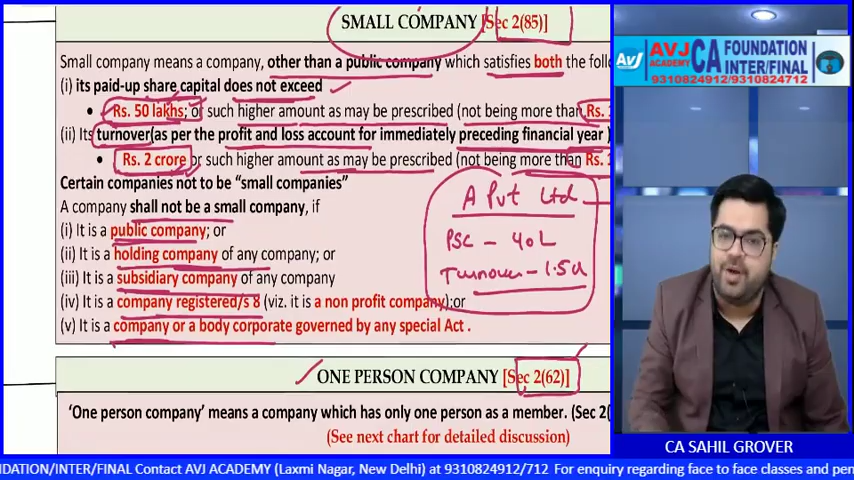 SMALL COMPANY [Sec 2(85)]
Small company means a company, other than a public company which satisfies both the
(i) its paid-up share capital does not exceed
• Rs. 50 lakhs; or such higher amount as may be prescribed (not being more than Rs.
(ii) Its turnover(as per the profit and loss account for immediately preceding financial year)
• Rs. 2 crore or such higher amount as may be prescribed (not being more than Rs.
Certain companies not to be “small companies”
A company shall not be a small company, if
(i) It is a public company; or
(ii) It is a holding company of any company; or
(iii) It is a subsidiary company of any company
(iv) It is a company registered/s 8 (viz. it is a non profit company);or
(v) It is a company or a body corporate governed by any special Act .
A Pvt Ltd
PSC - 40L
Turnover - 1.5
ONE PERSON COMPANY [Sec 2(62)]
‘One person company’ means a company which has only one person as a member. (Sec 2(
(See next chart for detailed discussion)
AVJ
AVJ ACADEMY CA FOUNDATION INTER/FINAL
9310824912/9310824712
CA SAHIL GROVER
NDATION/INTER/FINAL Contact AVJ ACADEMY (Laxmi Nagar, New Delhi) at 9310824912/712 For enquiry regarding face to face classes and pen